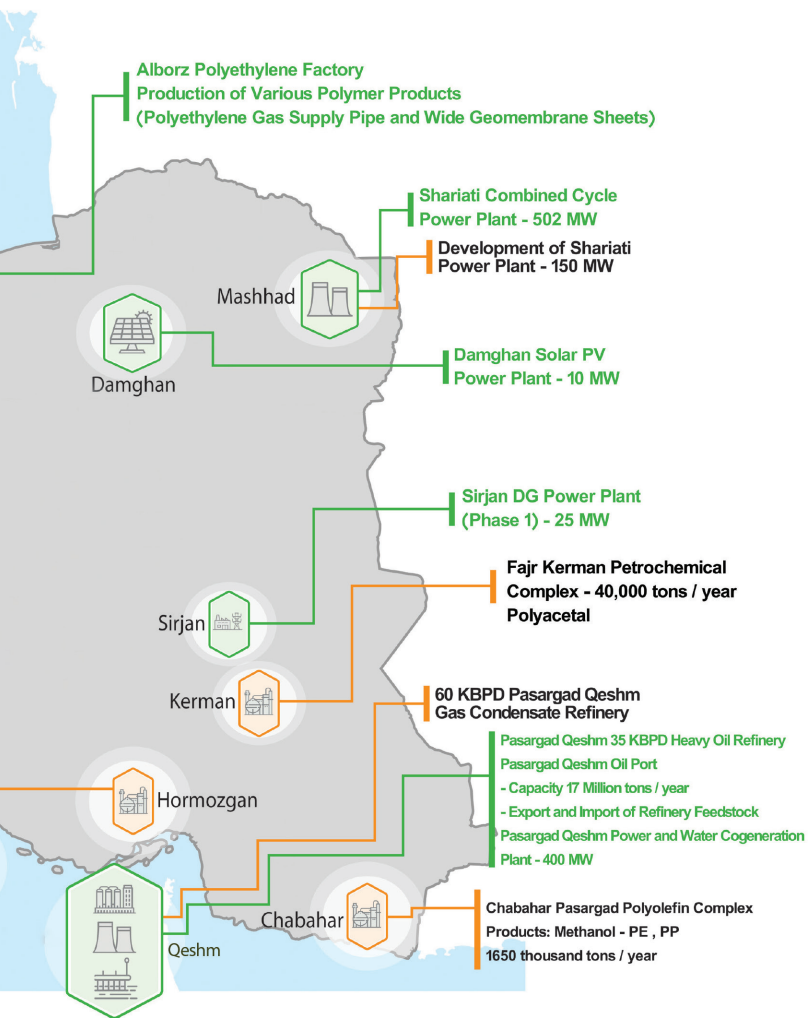 Alborz Polyethylene Factory
Production of Various Polymer Products
(Polyethylene Gas Supply Pipe and Wide Geomembrane Sheets)
Shariati Combined Cycle
Power Plant - 502 MW
Development of Shariati
Power Plant - 150 MW
Mashhad
Damghan
Damghan Solar PV
Power Plant - 10 MW
Sirjan DG Power Plant
(Phase 1) - 25 MW
Fajr Kerman Petrochemical
Complex - 40,000 tons / year
Polyacetal
Sirjan
Kerman
60 KBPD Pasargad Qeshm
Gas Condensate Refinery
Pasargad Qeshm 35 KBPD Heavy Oil Refinery
Pasargad Qeshm Oil Port
- Capacity 17 Million tons / year
- Export and Import of Refinery Feedstock
Pasargad Qeshm Power and Water Cogeneration
Plant - 400 MW
Hormozgan
Chabahar
Qeshm
Chabahar Pasargad Polyolefin Complex
Products: Methanol - PE , PP
1650 thousand tons / year